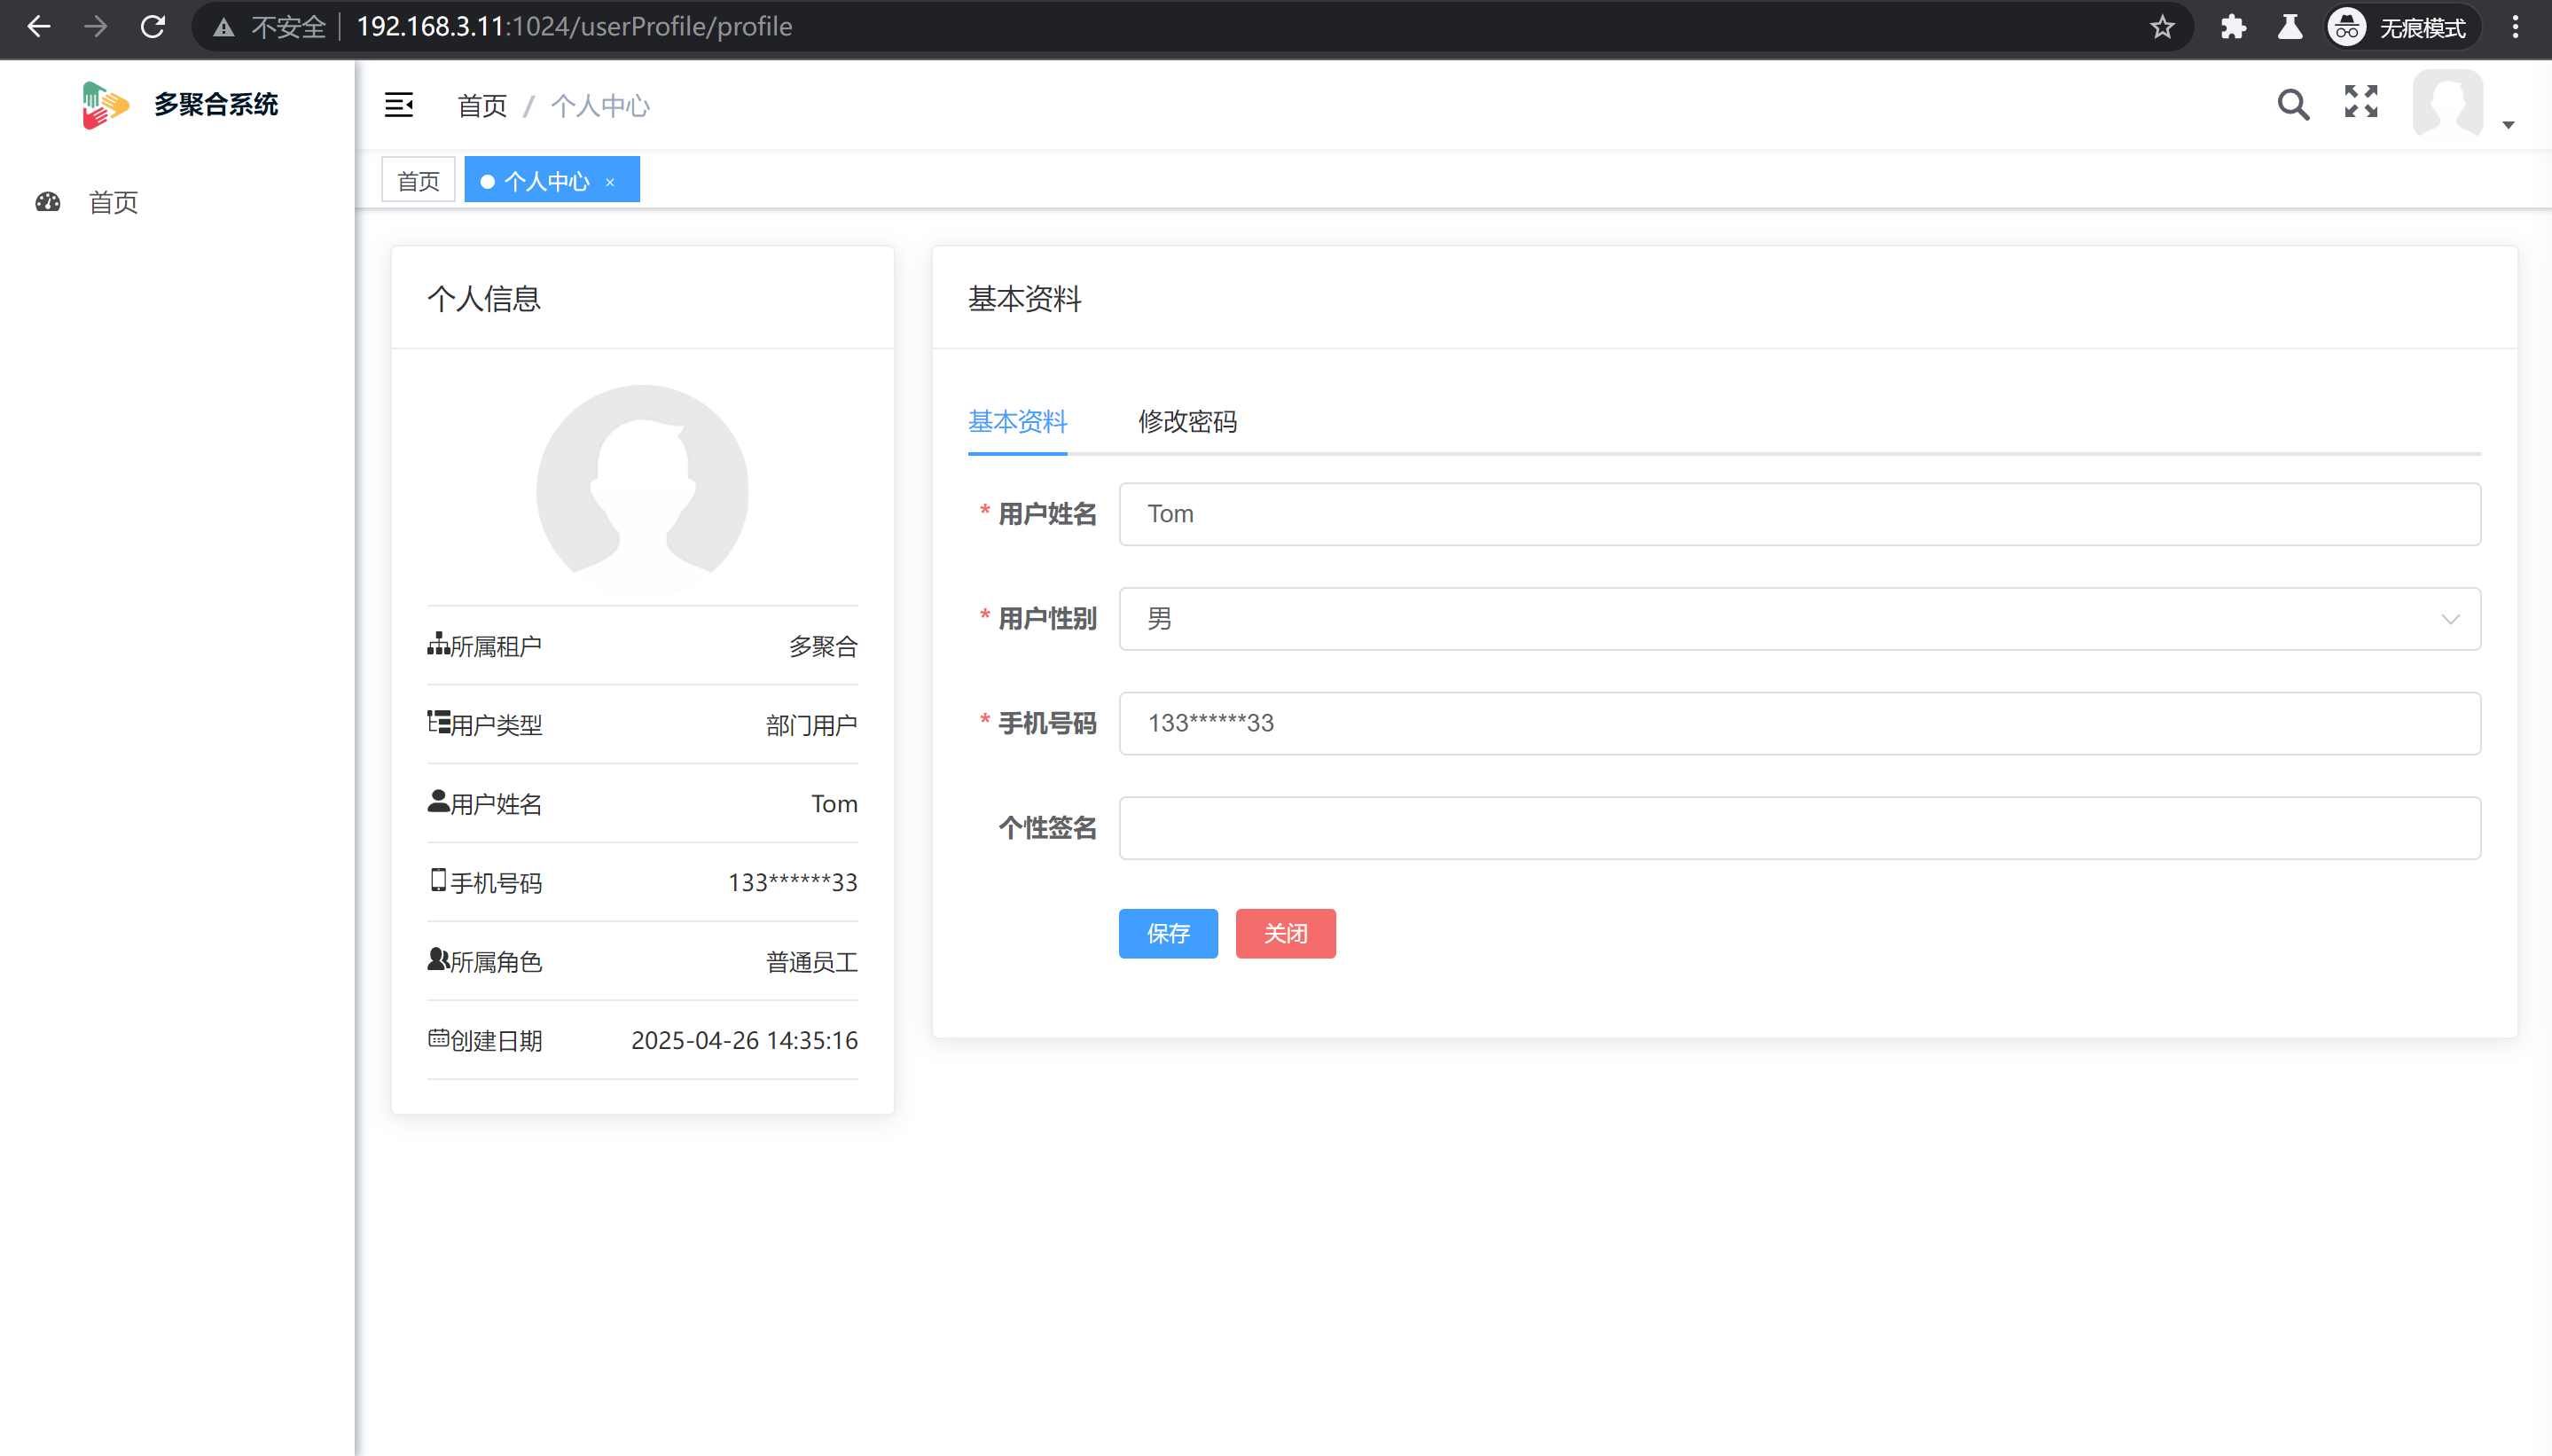 不安全 192.168.3.11:1024/userProfile/profile 无痕模式
多聚合系统
首页 / 个人中心
首页
首页 个人中心 ×
个人信息
所属租户 多聚合
用户类型 部门用户
用户姓名 Tom
手机号码 133******33
所属角色 普通员工
创建日期 2025-04-26 14:35:16
基本资料
基本资料 修改密码
* 用户姓名 Tom
* 用户性别 男
* 手机号码 133******33
个性签名
保存 关闭